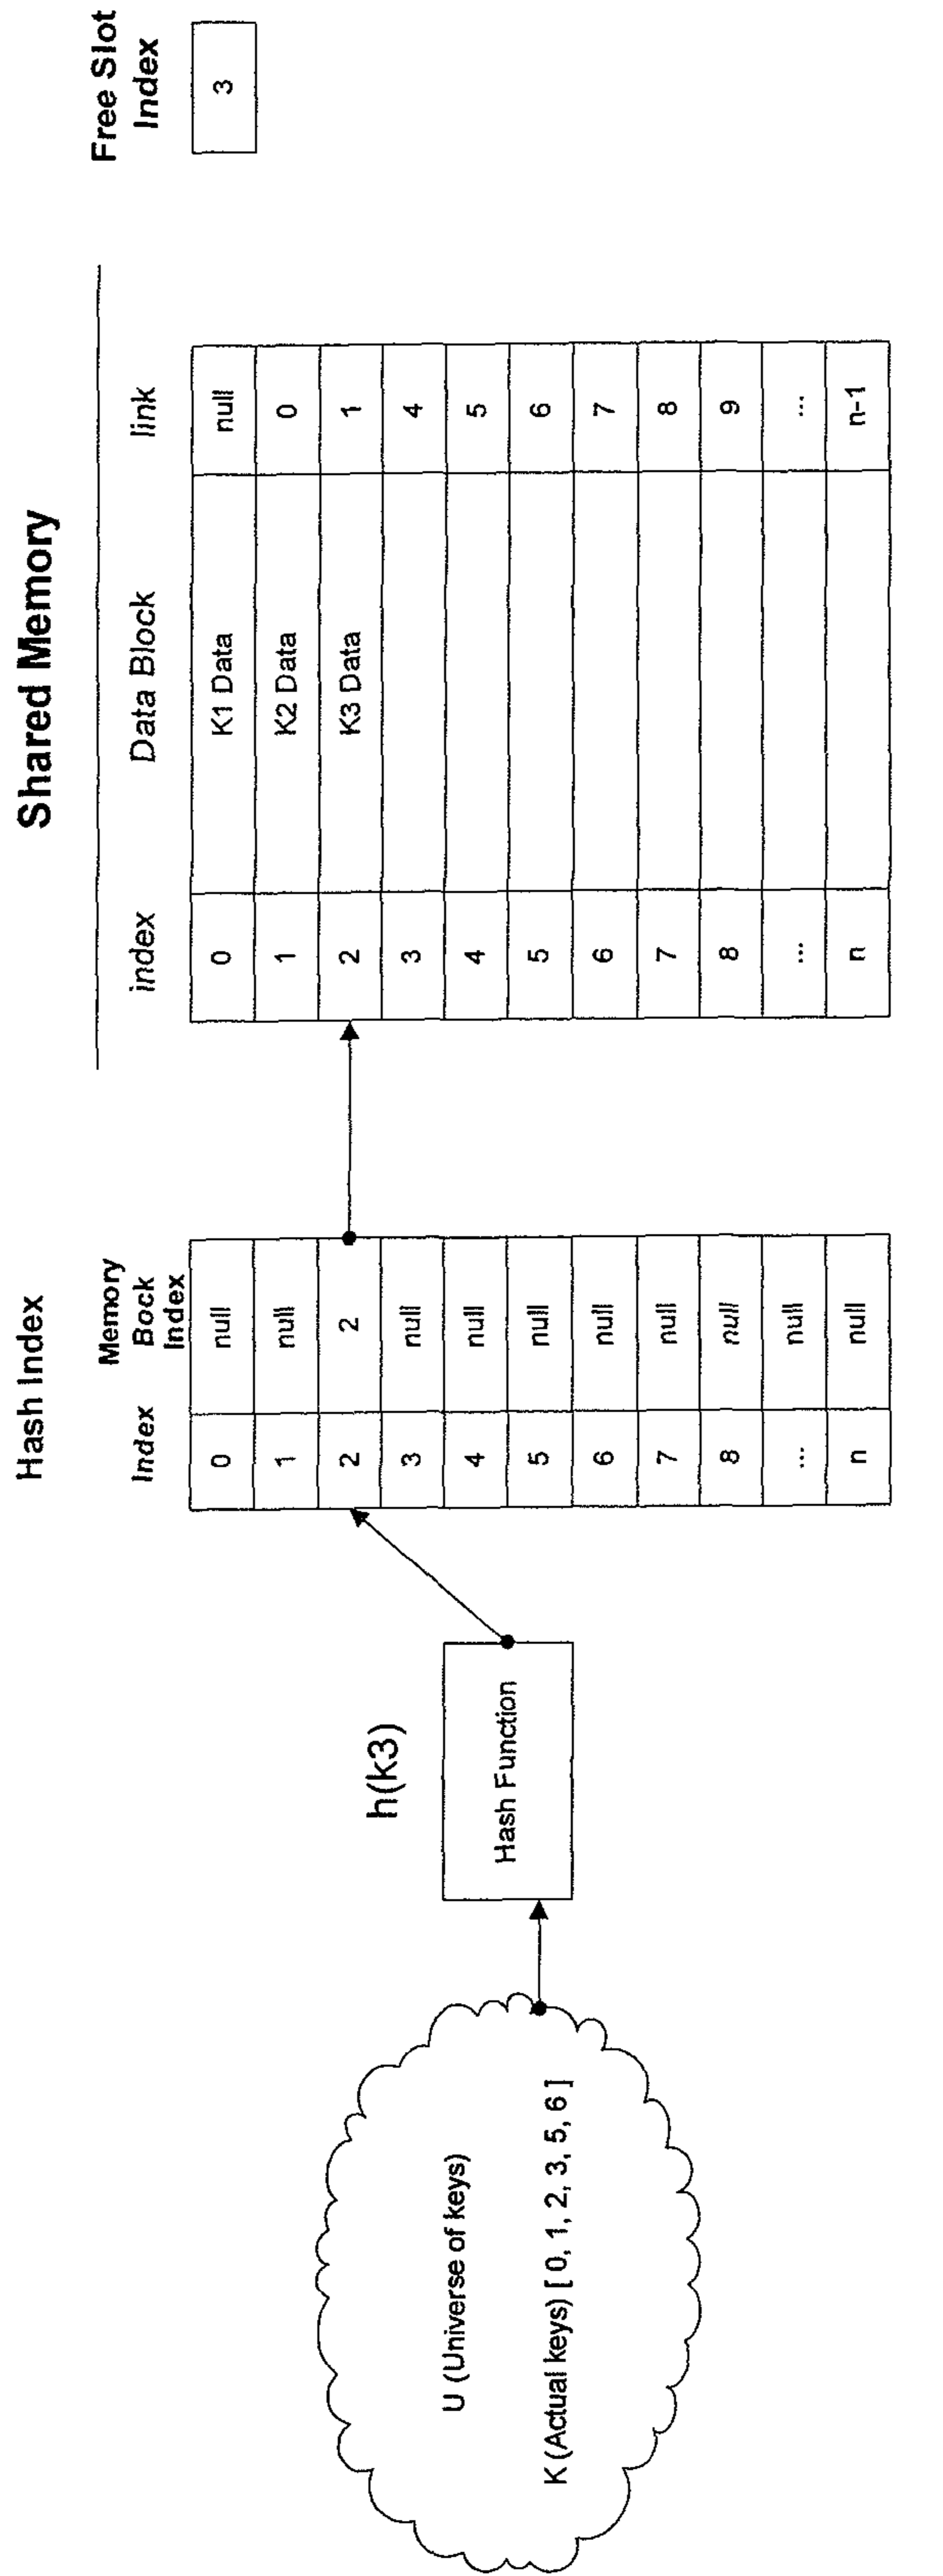 Hash Index
Shared Memory
Free Slot
Index
3
U (Universe of keys)
K (Actual keys) [ 0, 1, 2, 3, 5, 6 ]
h(k3)
Hash Function
Index
Memory
Bock
Index
0 null
1 null
2 2
3 null
4 null
5 null
6 null
7 null
8 null
... null
n null
index Data Block link
0 K1 Data null
1 K2 Data 0
2 K3 Data 1
3 4
4 5
5 6
6 7
7 8
8 9
... ...
n n-1